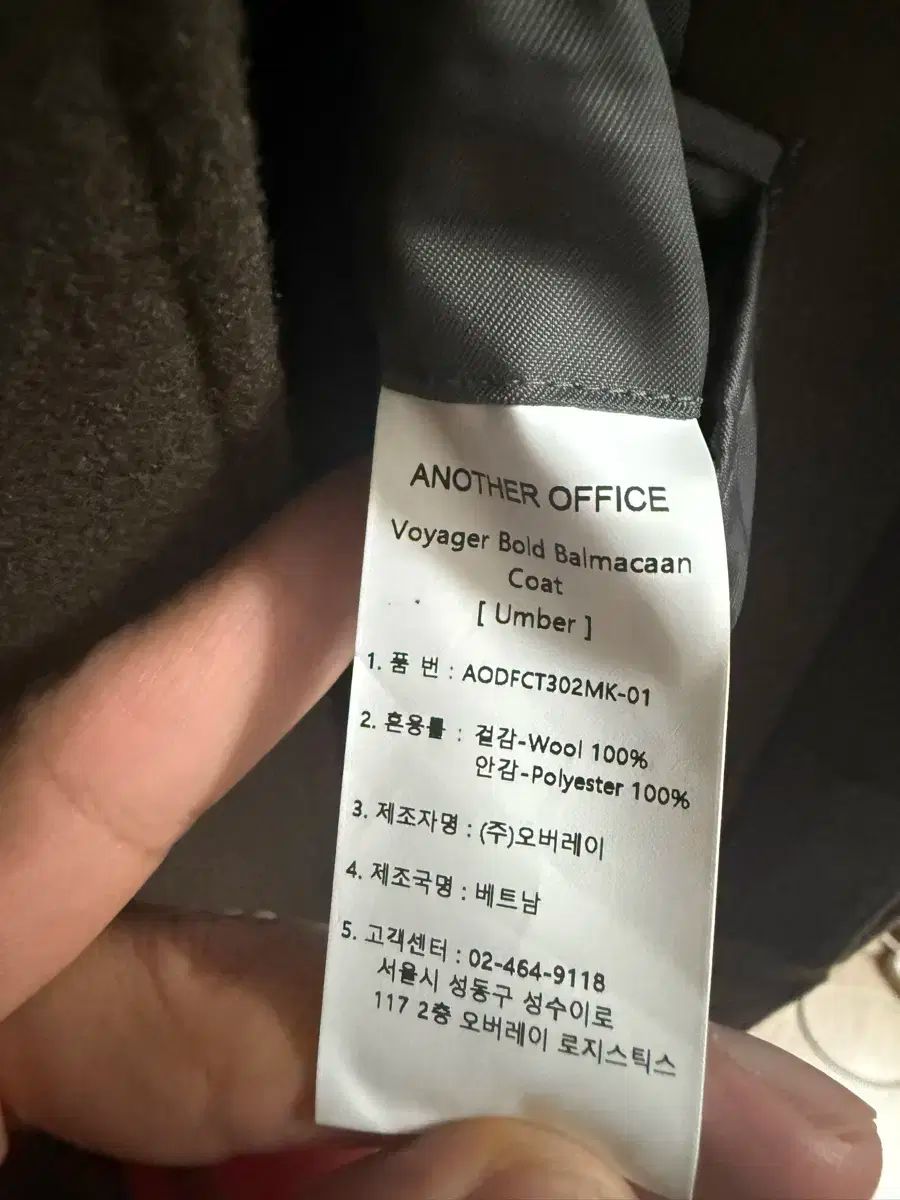 ANOTHER OFFICE
Voyager Bold Balmacaan
Coat
[ Umber ]
1. 품 번 : AODFCT302MK-01
2. 혼용률 : 겉감-Wool 100%
안감-Polyester 100%
3. 제조자명 : (주)오버레이
4. 제조국명 : 베트남
5. 고객센터 : 02-464-9118
서울시 성동구 성수이로
117 2층 오버레이 로지스틱스